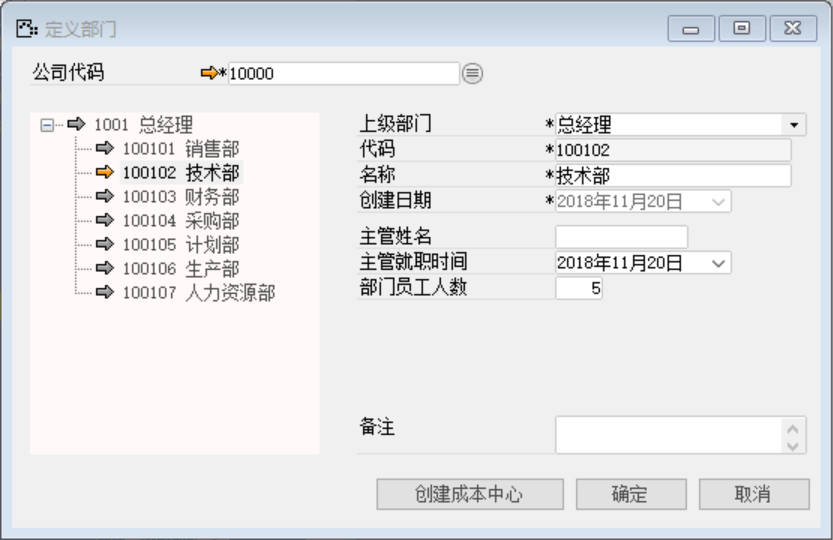 定义部门
公司代码 *10000
1001 总经理
100101 销售部
100102 技术部
100103 财务部
100104 采购部
100105 计划部
100106 生产部
100107 人力资源部
上级部门 *总经理
代码 *100102
名称 *技术部
创建日期 *2018年11月20日
主管姓名
主管就职时间 2018年11月20日
部门员工人数 5
备注
创建成本中心 确定 取消